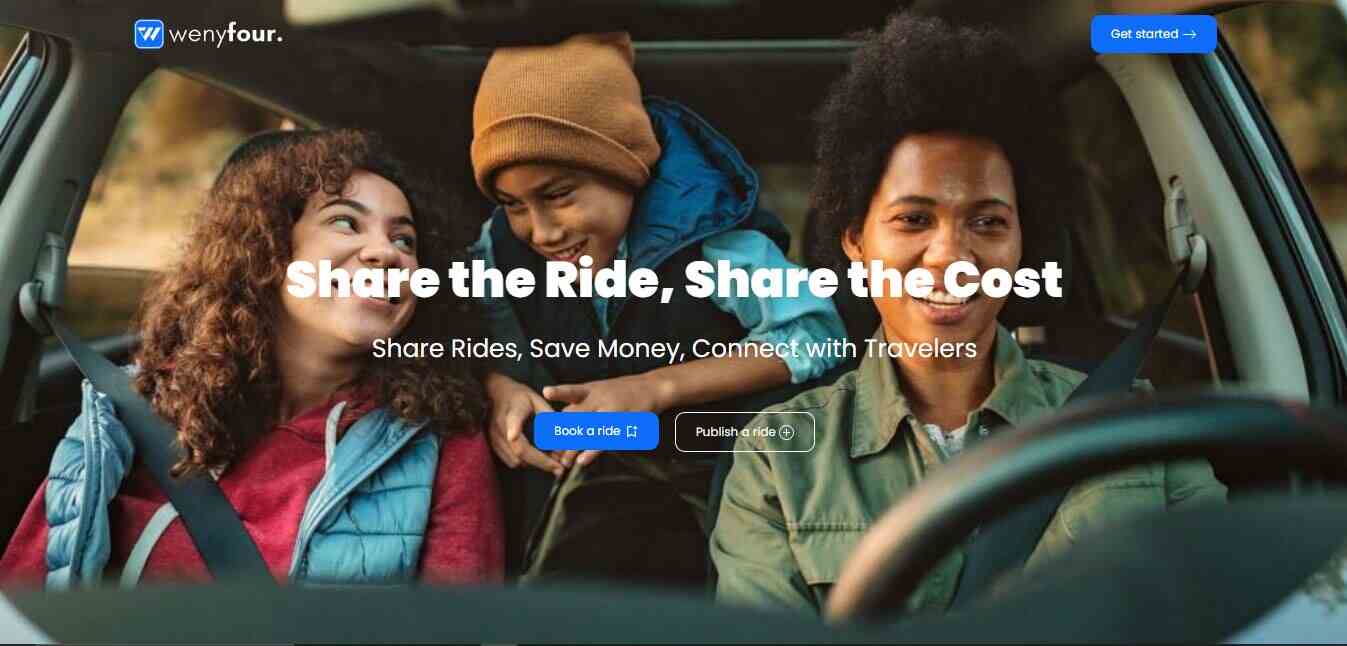 wenyfour.
Get started
Share the Ride, Share the Cost
Share Rides, Save Money, Connect with Travelers
Book a ride
Publish a ride